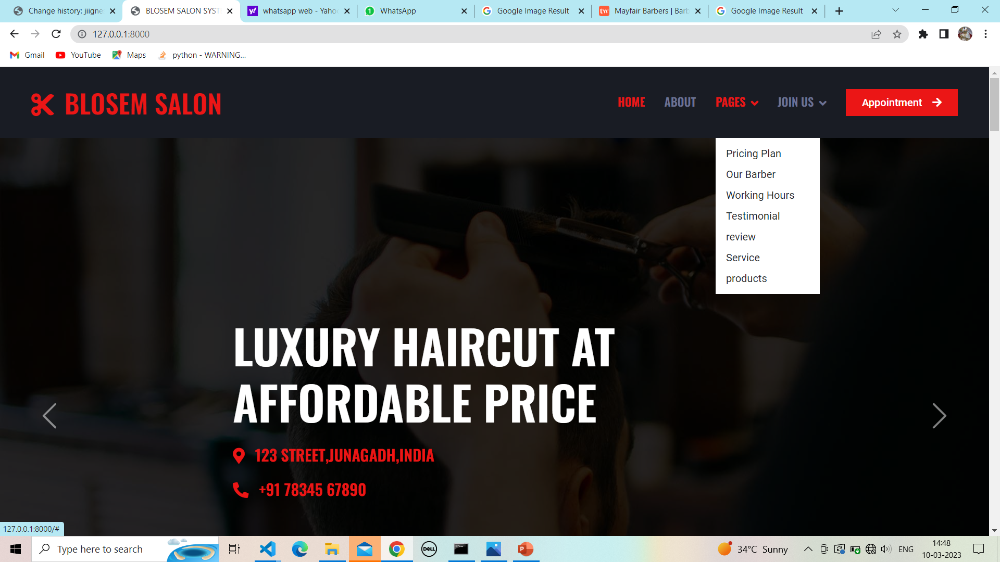 Change history: jiignes
BLOSEM SALON SYST
whatsapp web - Yahoo
WhatsApp
Google Image Result
Mayfair Barbers | Barb
Google Image Result
127.0.0.1:8000
Gmail
YouTube
Maps
python - WARNING...
BLOSEM SALON
HOME
ABOUT
PAGES
JOIN US
Appointment
Pricing Plan
Our Barber
Working Hours
Testimonial
review
Service
products
LUXURY HAIRCUT AT
AFFORDABLE PRICE
123 STREET,JUNAGADH,INDIA
+91 78345 67890
127.0.0.1:8000/#
Type here to search
DELL
34°C Sunny
ENG
14:48
10-03-2023